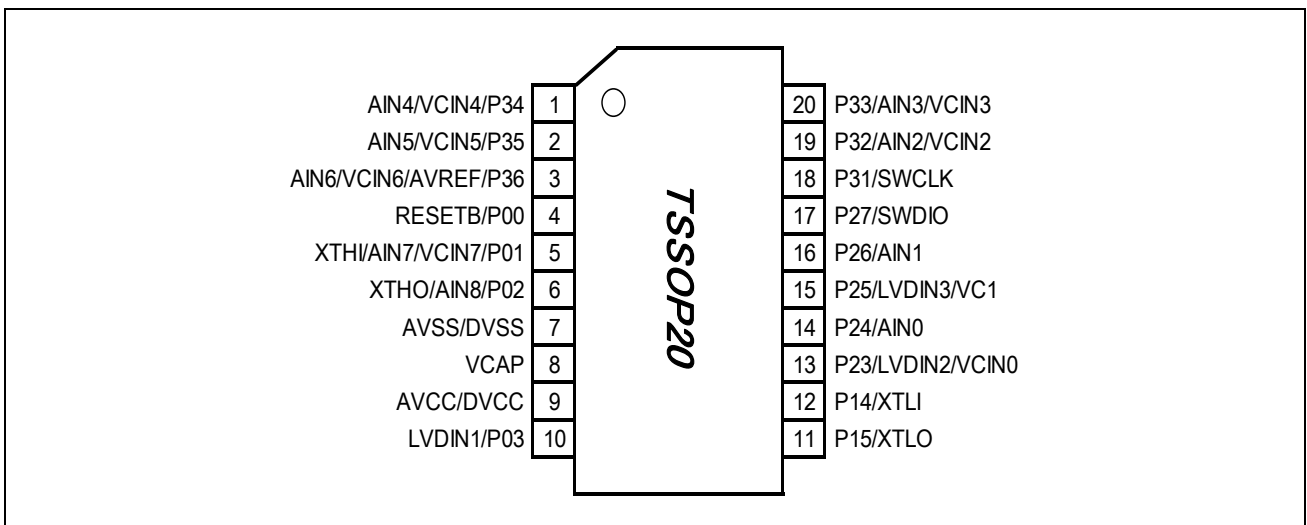 AIN4/VCIN4/P34 1 20 P33/AIN3/VCIN3
AIN5/VCIN5/P35 2 19 P32/AIN2/VCIN2
AIN6/VCIN6/AVREF/P36 3 18 P31/SWCLK
RESETB/P00 4 17 P27/SWDIO
XTHI/AIN7/VCIN7/P01 5 16 P26/AIN1
XTHO/AIN8/P02 6 15 P25/LVDIN3/VC1
AVSS/DVSS 7 14 P24/AIN0
VCAP 8 13 P23/LVDIN2/VCIN0
AVCC/DVCC 9 12 P14/XTLI
LVDIN1/P03 10 11 P15/XTLO
TSSOP20